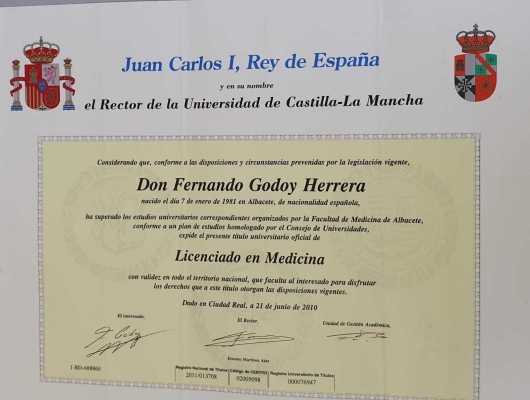 Juan Carlos I, Rey de España
y en su nombre
el Rector de la Universidad de Castilla-La Mancha
Considerando que, conforme a las disposiciones y circunstancias prevenidas por la legislación vigente,
Don Fernando Godoy Herrera
nacido el día 7 de enero de 1981 en Albacete, de nacionalidad española,
ha superado los estudios universitarios correspondientes organizados por la Facultad de Medicina de Albacete,
conforme a un plan de estudios homologado por el Consejo de Universidades,
expide el presente título universitario oficial de
Licenciado en Medicina
con validez en todo el territorio nacional, que faculta al interesado para disfrutar
los derechos que a este título otorgan las disposiciones vigentes.
Dado en Ciudad Real, a 21 de junio de 2010
El interesado, El Rector, Unidad de Gestión Académica,
F. Godoy
Ernesto Martínez Ataz
1-BD-688860
Registro Nacional de Títulos Código de CENTRO Registro Universitario de Títulos
2011/013708 02005098 000076947